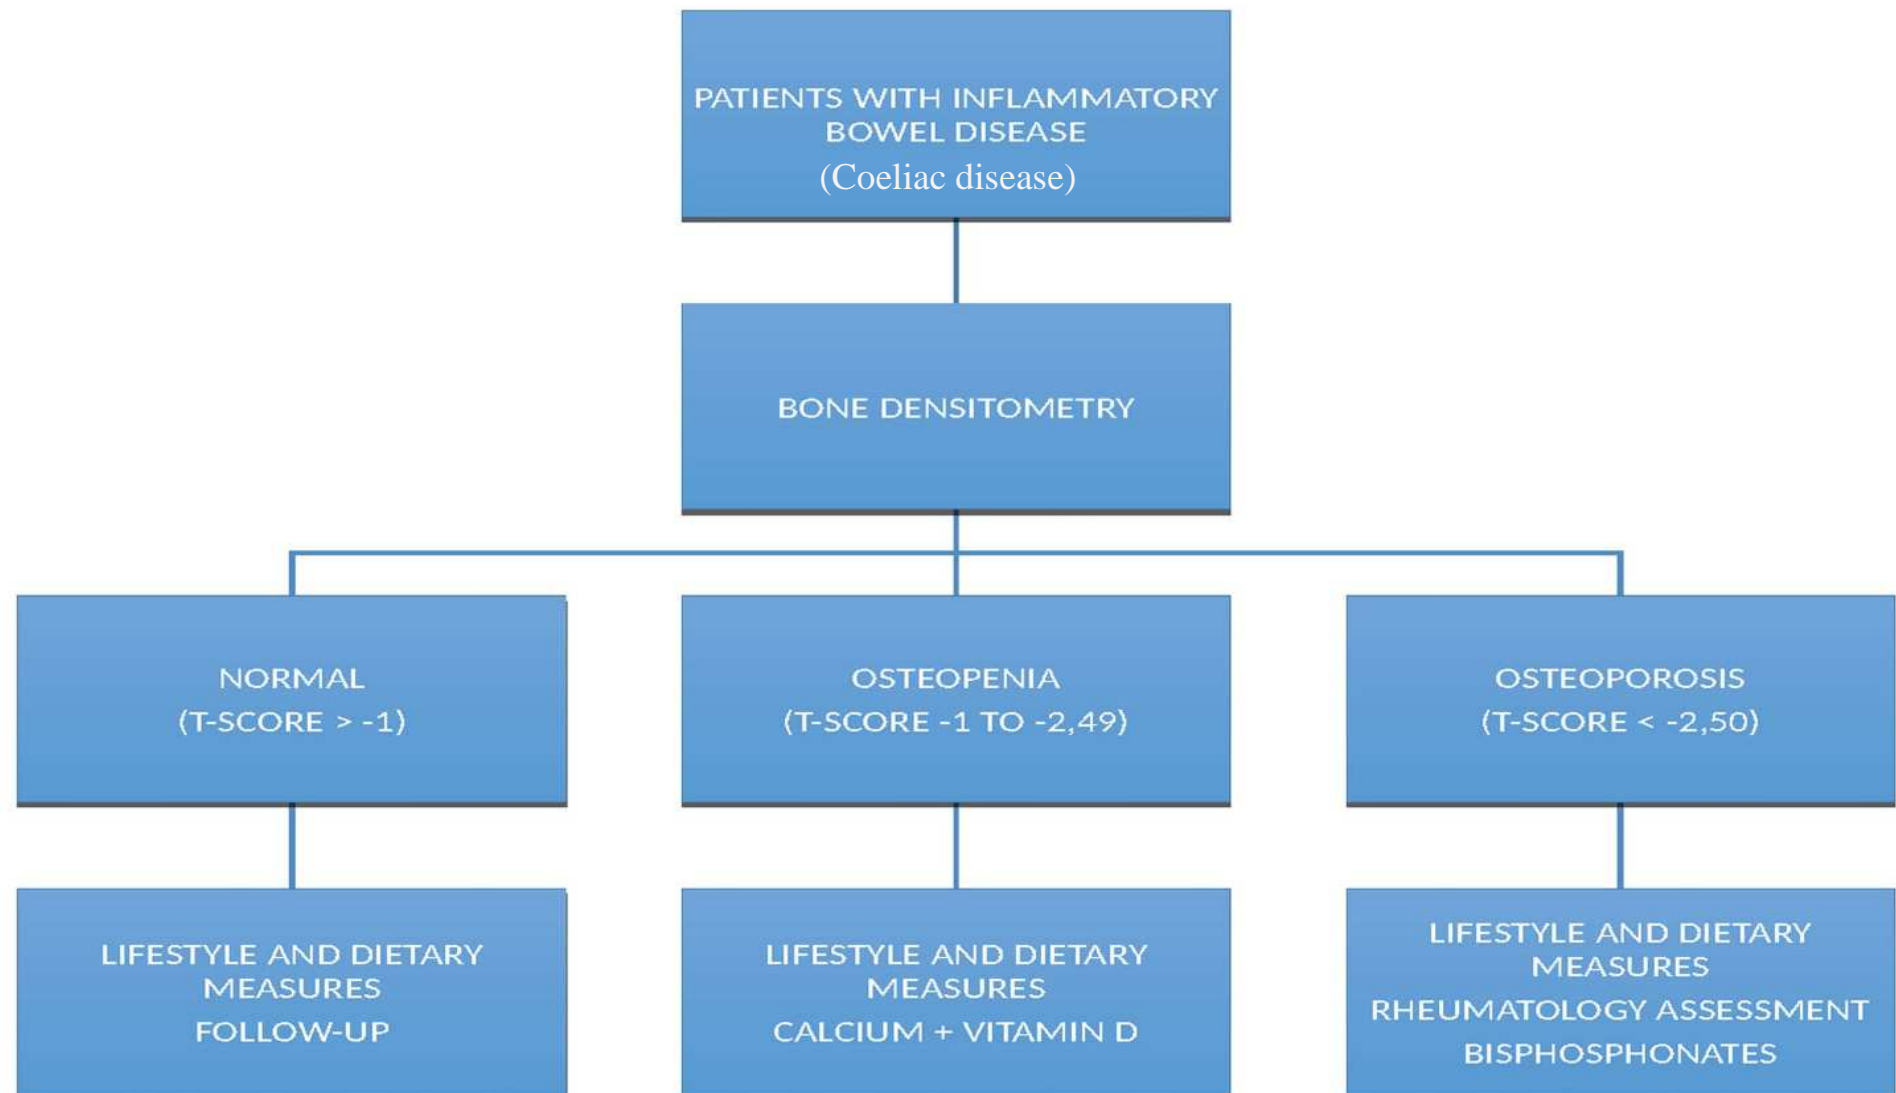 PATIENTS WITH INFLAMMATORY
BOWEL DISEASE
(Coeliac disease)
BONE DENSITOMETRY
NORMAL
(T-SCORE > -1)
OSTEOPENIA
(T-SCORE -1 TO -2,49)
OSTEOPOROSIS
(T-SCORE < -2,50)
LIFESTYLE AND DIETARY
MEASURES
FOLLOW-UP
LIFESTYLE AND DIETARY
MEASURES
CALCIUM + VITAMIN D
LIFESTYLE AND DIETARY
MEASURES
RHEUMATOLOGY ASSESSMENT
BISPHOSPHONATES